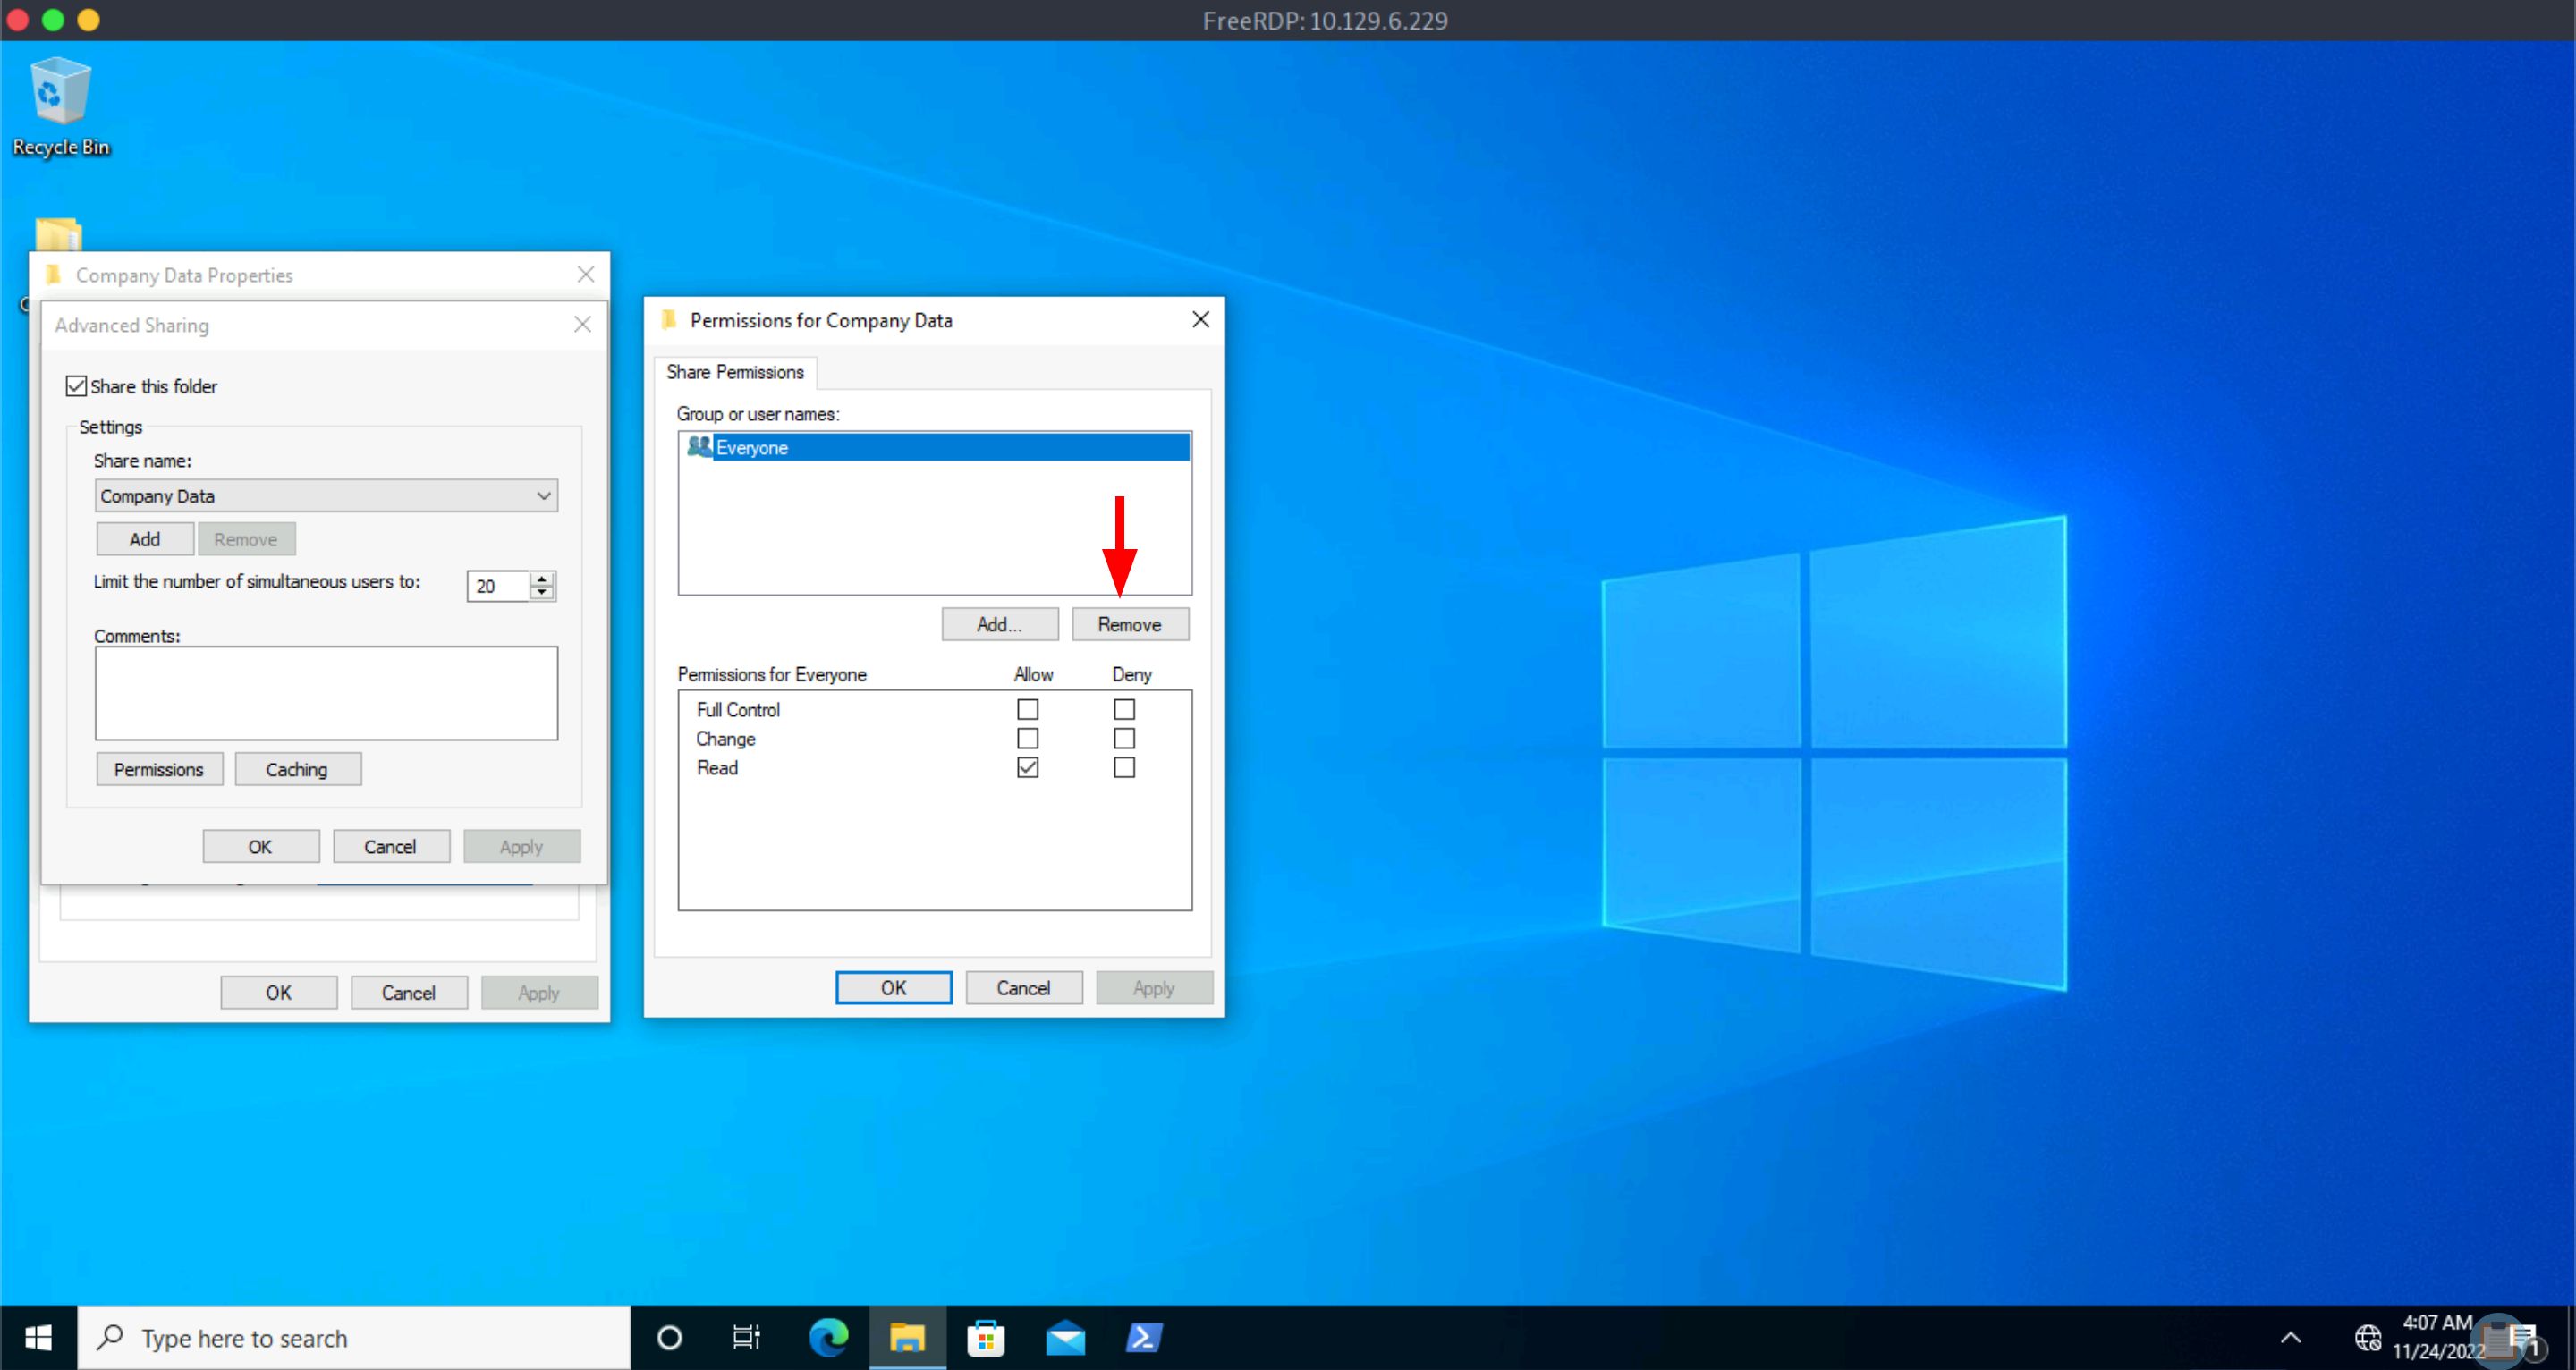 FreeRDP: 10.129.6.229
Recycle Bin
Company Data Properties
Advanced Sharing
Share this folder
Settings
Share name:
Company Data
Add
Remove
Limit the number of simultaneous users to:
20
Comments:
Permissions
Caching
OK
Cancel
Apply
OK
Cancel
Apply
Permissions for Company Data
Share Permissions
Group or user names:
Everyone
Add...
Remove
Permissions for Everyone
Allow
Deny
Full Control
Change
Read
OK
Cancel
Apply
Type here to search
4:07 AM
11/24/2022
1